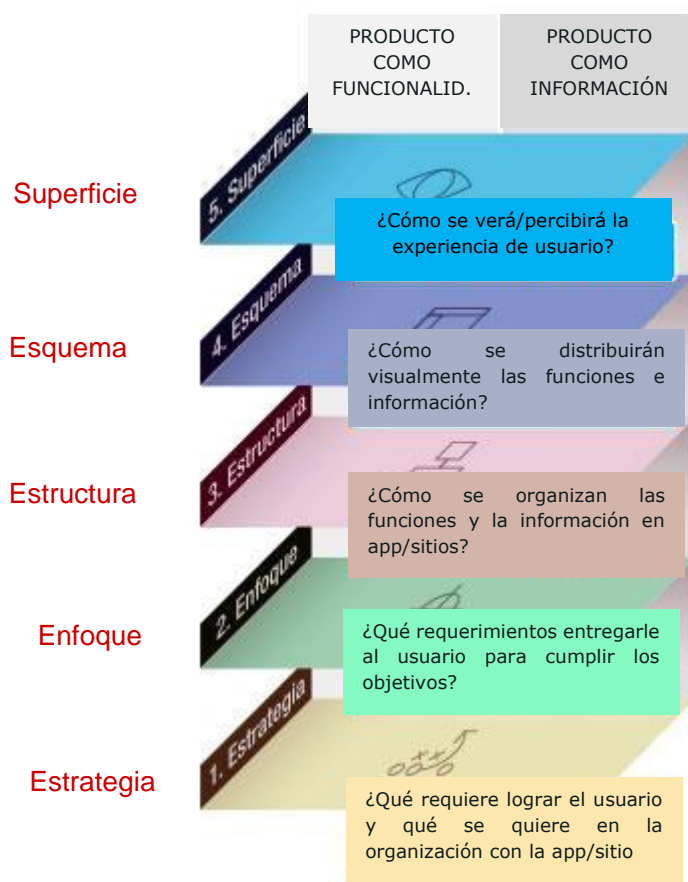 PRODUCTO
COMO
FUNCIONALID.
PRODUCTO
COMO
INFORMACIÓN
Superficie
5. Superficie
¿Cómo se verá/percibirá la
experiencia de usuario?
Esquema
4. Esquema
¿Cómo se distribuirán
visualmente las funciones e
información?
Estructura
3. Estructura
¿Cómo se organizan las
funciones y la información en
app/sitios?
Enfoque
2. Enfoque
¿Qué requerimientos entregarle
al usuario para cumplir los
objetivos?
Estrategia
1. Estrategia
¿Qué requiere lograr el usuario
y qué se quiere en la
organización con la app/sitio